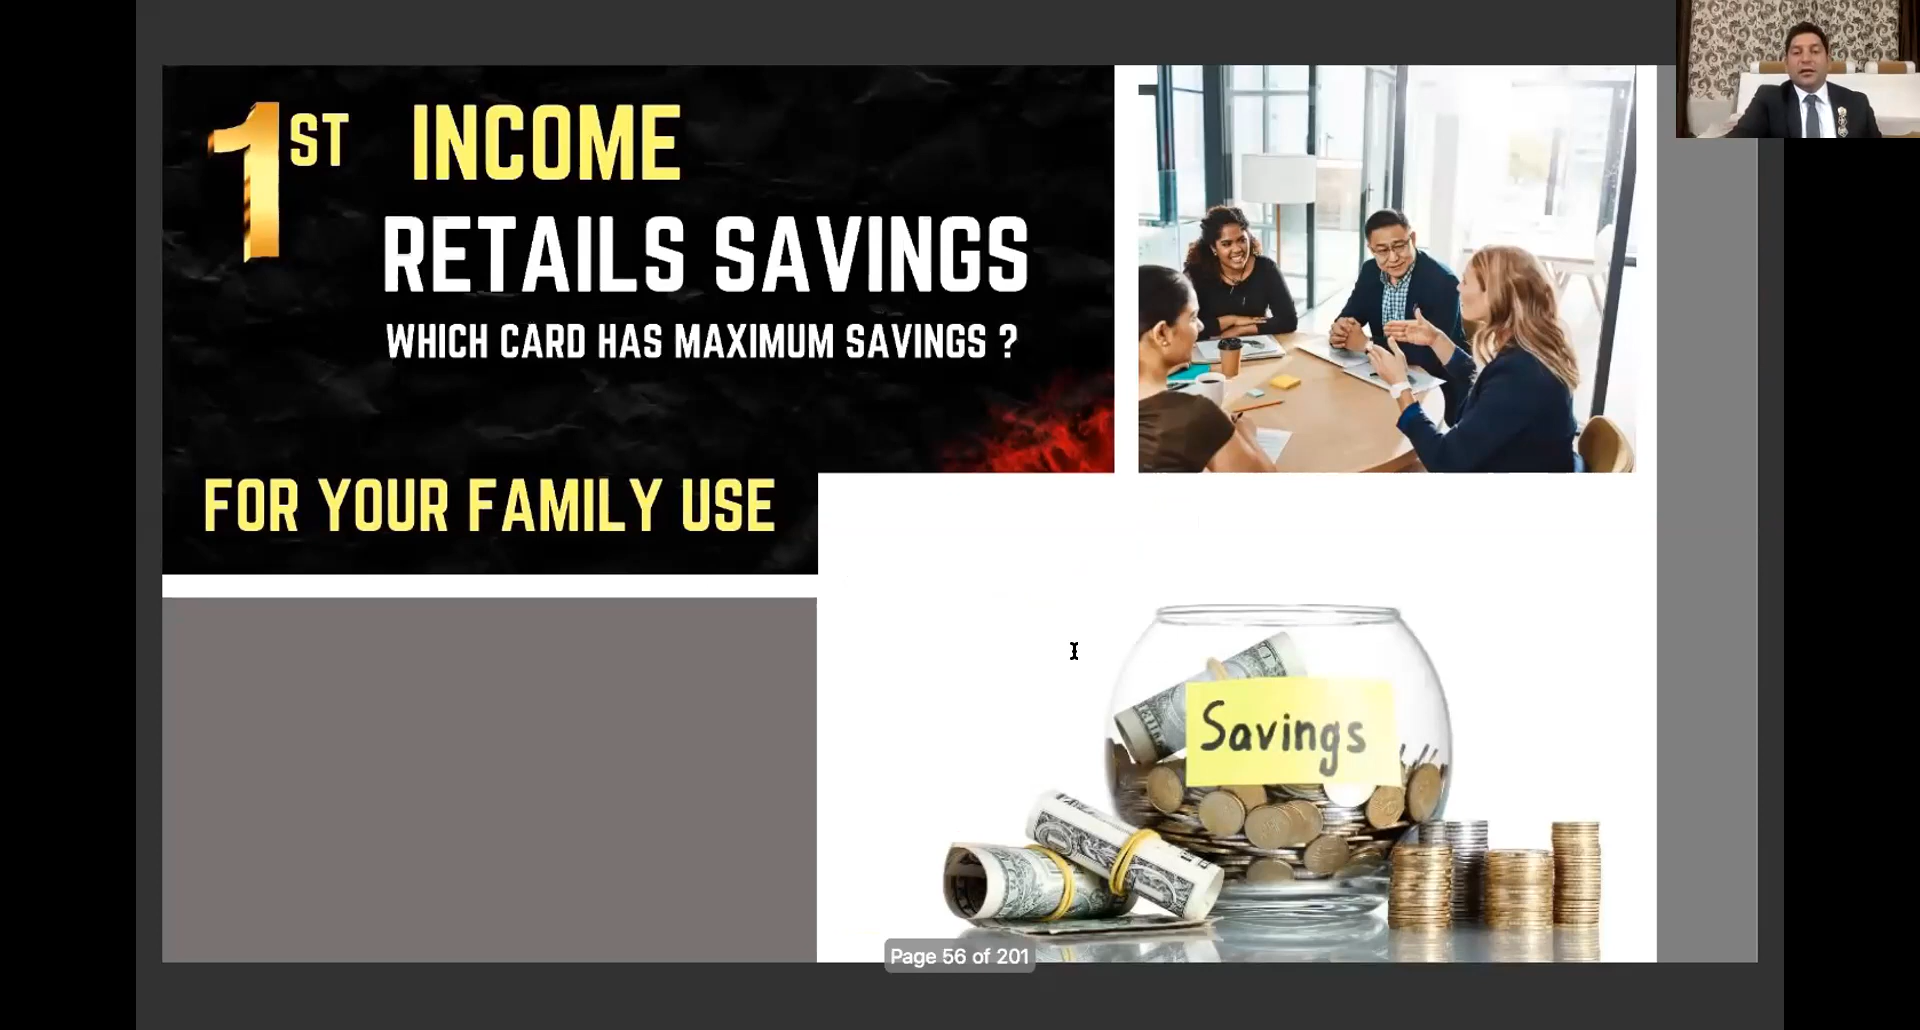 1ST INCOME
RETAILS SAVINGS
WHICH CARD HAS MAXIMUM SAVINGS ?
FOR YOUR FAMILY USE
Savings
Page 56 of 201